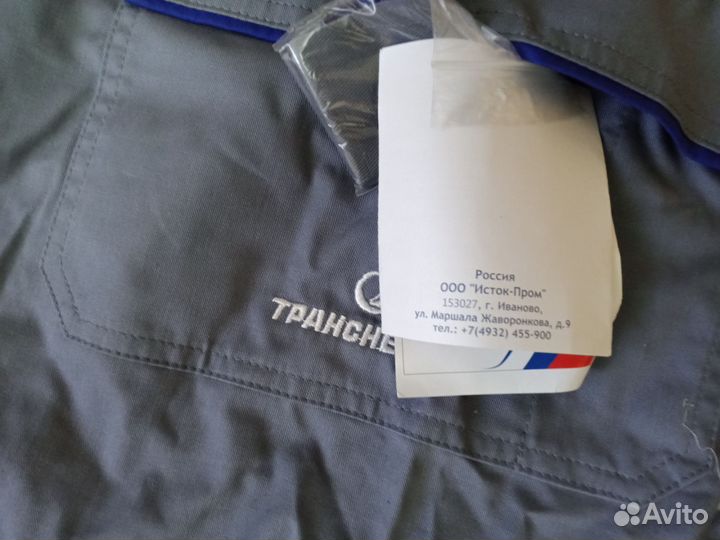 Россия
ООО "Исток-Пром"
153027, г. Иваново,
ул. Маршала Жаворонкова, д.9
тел.: +7(4932) 455-900
ТРАНСНЕ
Avito